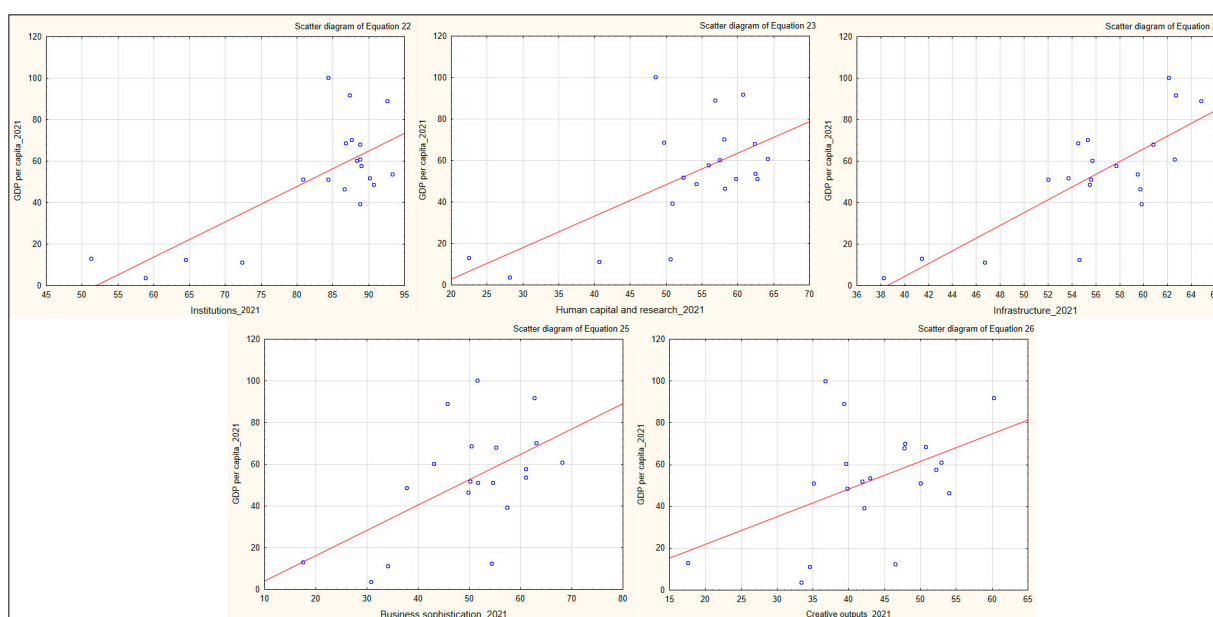 Scatter diagram of Equation 22
120
100
80
60
40
20
0
GDP per capita_2021
45 50 55 60 65 70 75 80 85 90 95
Institutions_2021
Scatter diagram of Equation 23
120
100
80
60
40
20
0
GDP per capita_2021
20 25 30 35 40 45 50 55 60 65 70
Human capital and research_2021
Scatter diagram of Equation
120
100
80
60
40
20
0
GDP per capita_2021
36 38 40 42 44 46 48 50 52 54 56 58 60 62 64
Infrastructure_2021
Scatter diagram of Equation 25
120
100
80
60
40
20
0
GDP per capita_2021
10 20 30 40 50 60 70 80
Business sophistication_2021
Scatter diagram of Equation 26
120
100
80
60
40
20
0
GDP per capita_2021
15 20 25 30 35 40 45 50 55 60 65
Creative outputs_2021